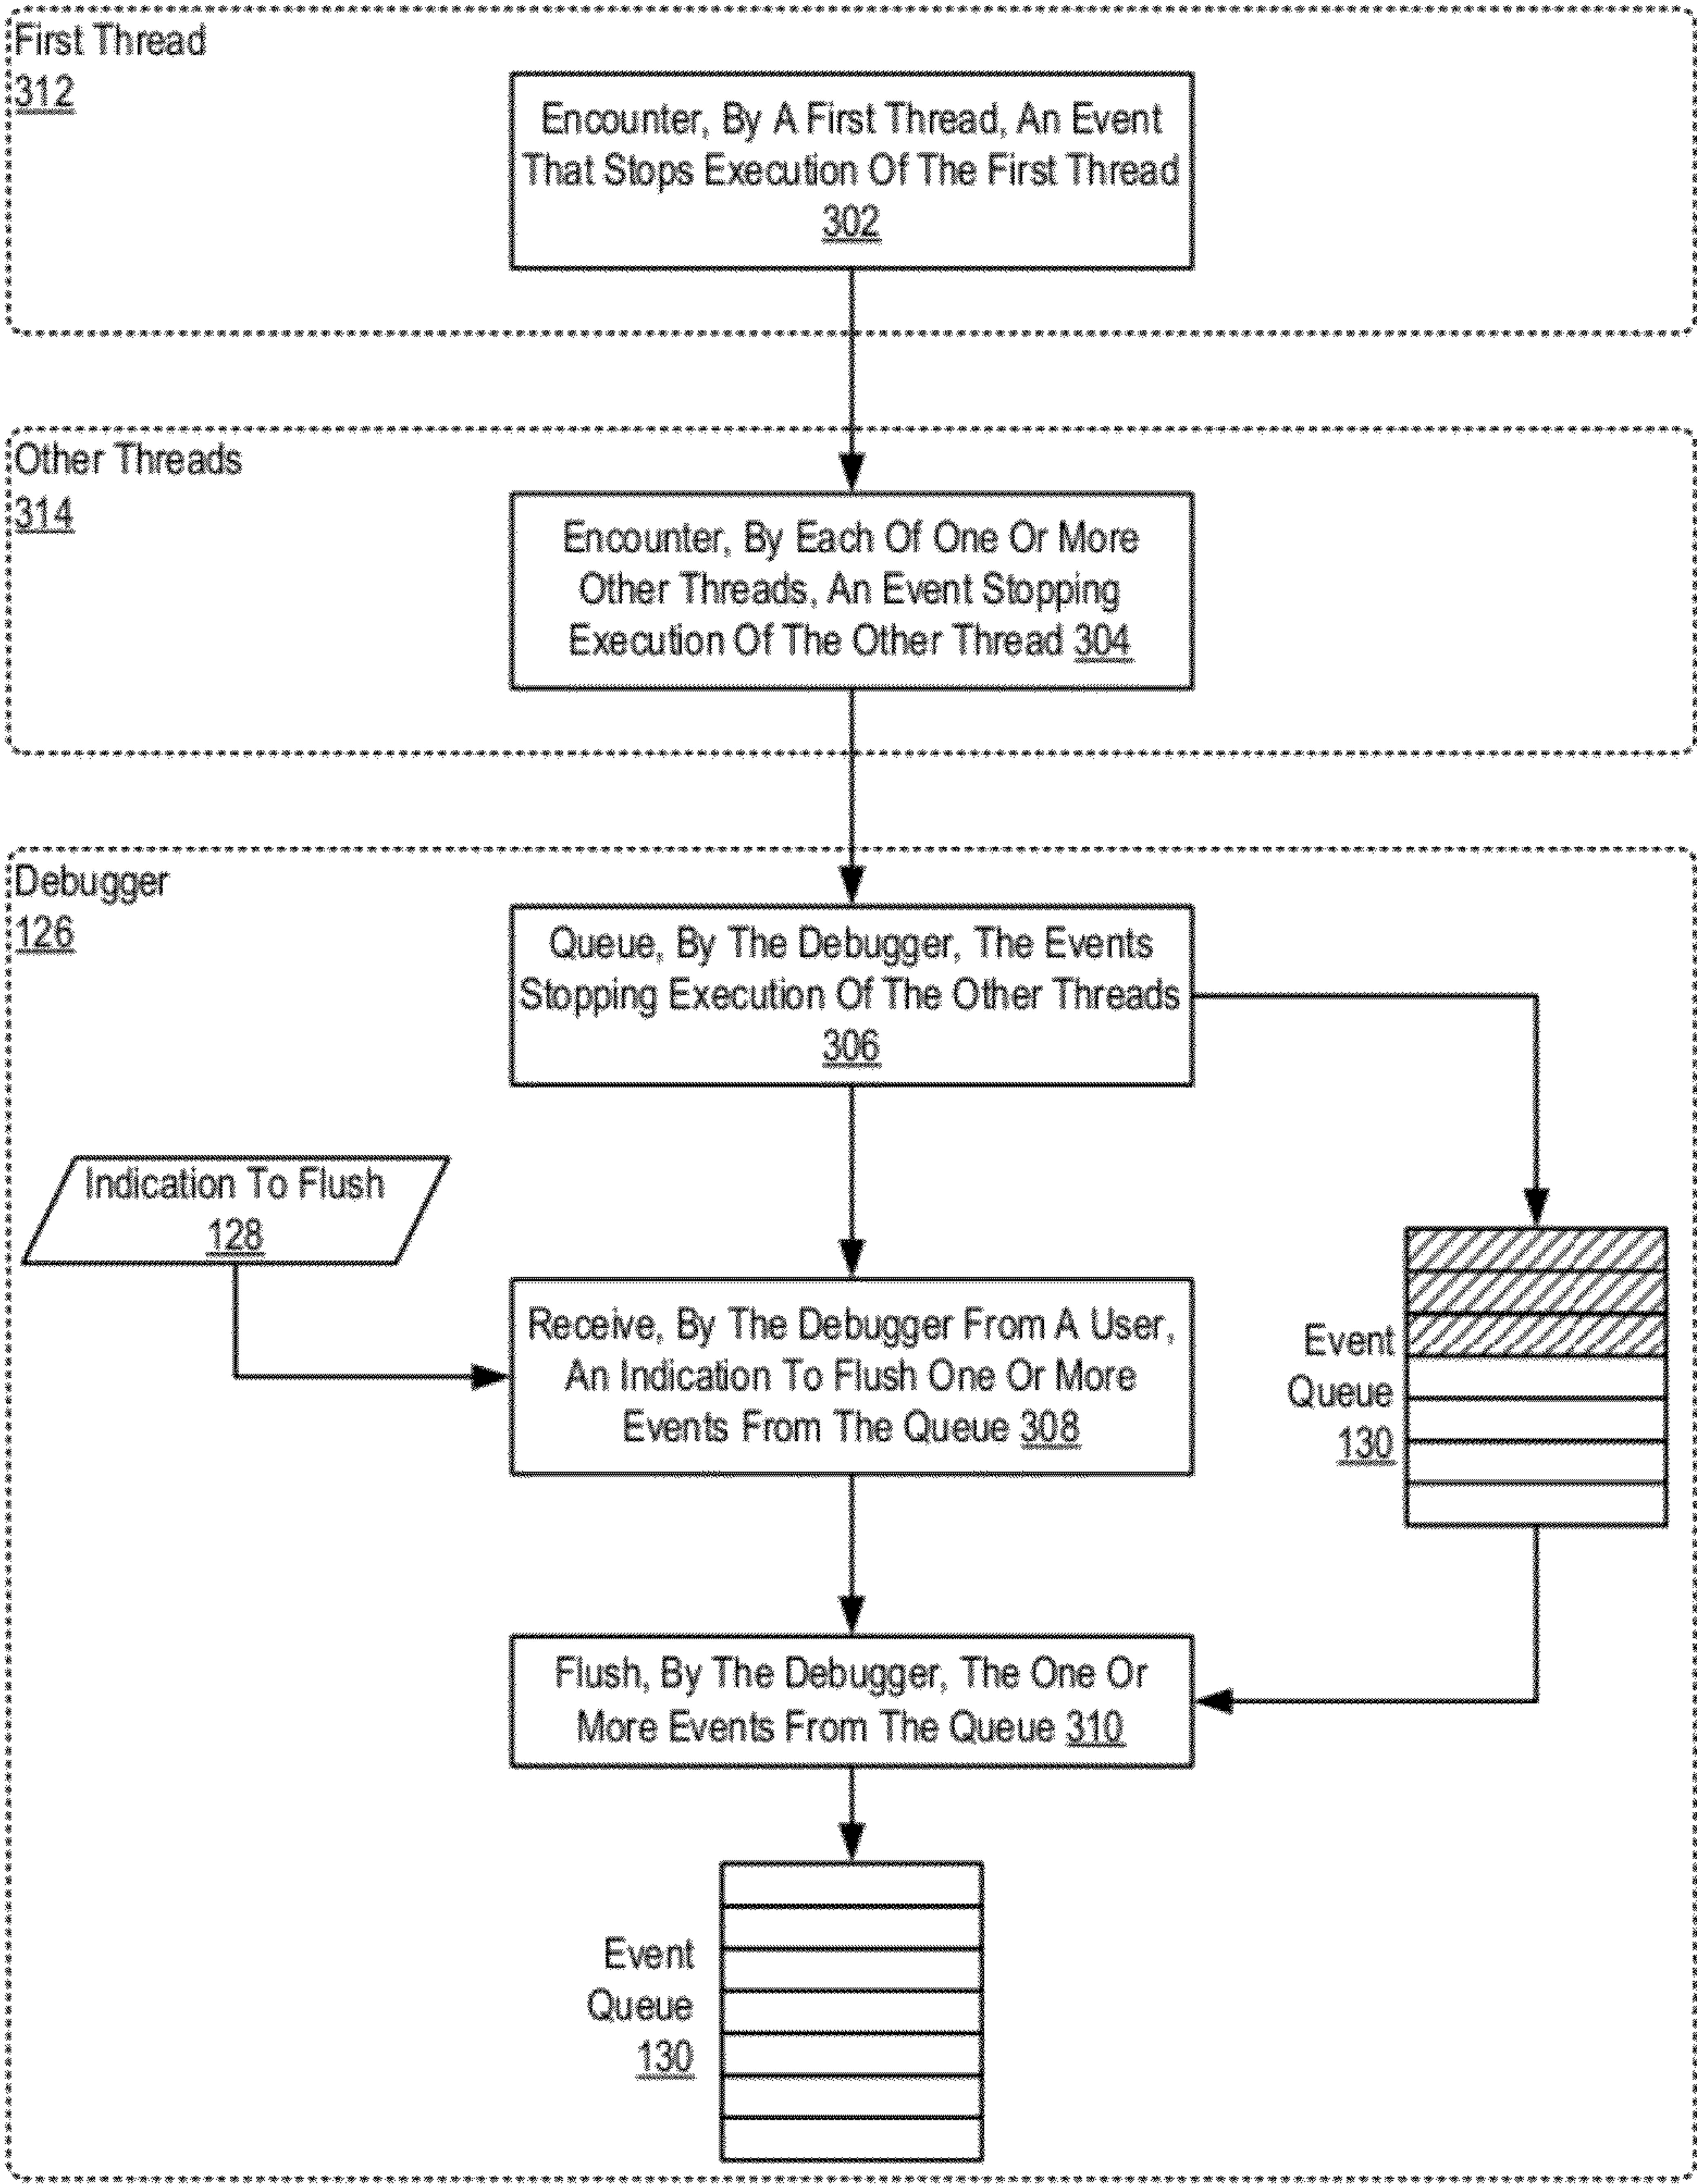 First Thread
312
Encounter, By A First Thread, An Event
That Stops Execution Of The First Thread
302
Other Threads
314
Encounter, By Each Of One Or More
Other Threads, An Event Stopping
Execution Of The Other Thread 304
Debugger
126
Queue, By The Debugger, The Events
Stopping Execution Of The Other Threads
306
Indication To Flush
128
Receive, By The Debugger From A User,
An Indication To Flush One Or More
Events From The Queue 308
Event
Queue
130
Flush, By The Debugger, The One Or
More Events From The Queue 310
Event
Queue
130